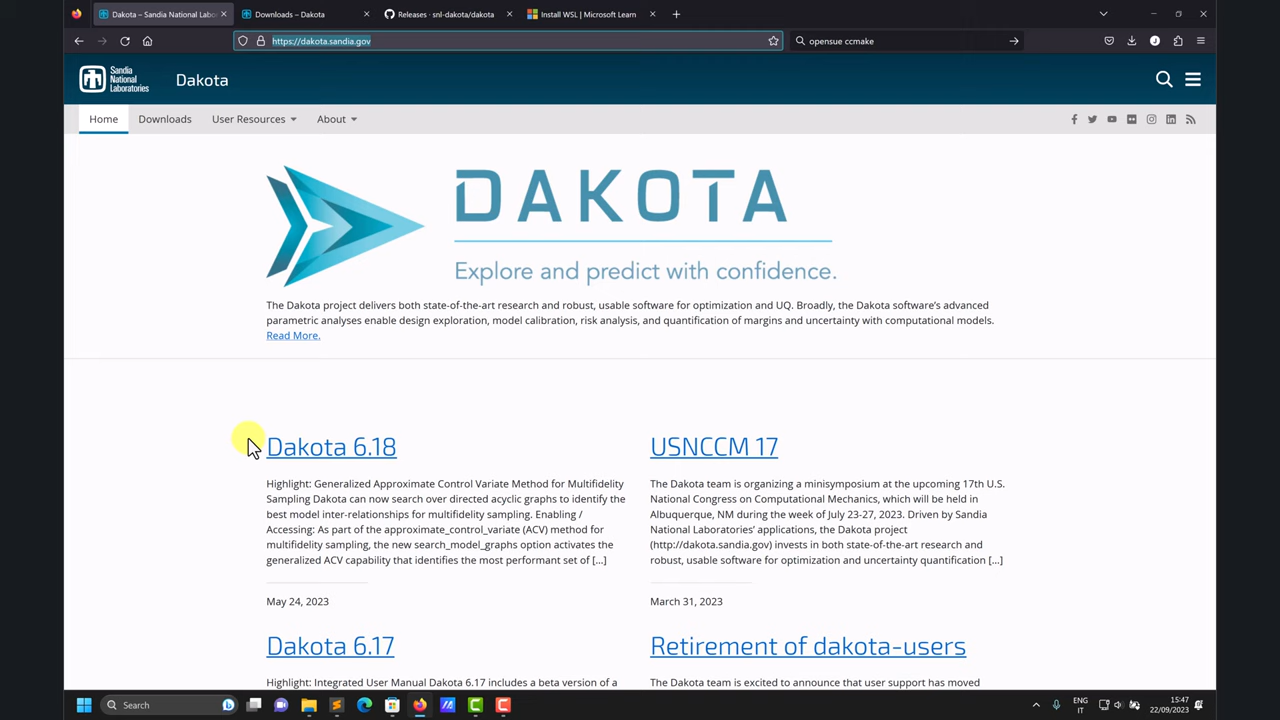 Dakota – Sandia National Labo
Downloads – Dakota
Releases · snl-dakota/dakota
Install WSL | Microsoft Learn
https://dakota.sandia.gov
opensue ccmake
Sandia
National
Laboratories
Dakota
Home
Downloads
User Resources
About
DAKOTA
Explore and predict with confidence.
The Dakota project delivers both state-of-the-art research and robust, usable software for optimization and UQ. Broadly, the Dakota software's advanced
parametric analyses enable design exploration, model calibration, risk analysis, and quantification of margins and uncertainty with computational models.
Read More.
Dakota 6.18
Highlight: Generalized Approximate Control Variate Method for Multifidelity
Sampling Dakota can now search over directed acyclic graphs to identify the
best model inter-relationships for multifidelity sampling. Enabling /
Accessing: As part of the approximate_control_variate (ACV) method for
multifidelity sampling, the new search_model_graphs option activates the
generalized ACV capability that identifies the most performant set of [...]
May 24, 2023
USNCCM 17
The Dakota team is organizing a minisymposium at the upcoming 17th U.S.
National Congress on Computational Mechanics, which will be held in
Albuquerque, NM during the week of July 23-27, 2023. Driven by Sandia
National Laboratories' applications, the Dakota project
(http://dakota.sandia.gov) invests in both state-of-the-art research and
robust, usable software for optimization and uncertainty quantification [...]
March 31, 2023
Dakota 6.17
Highlight: Integrated User Manual Dakota 6.17 includes a beta version of a
Retirement of dakota-users
The Dakota team is excited to announce that user support has moved
Search
ENG
IT
15:47
22/09/2023